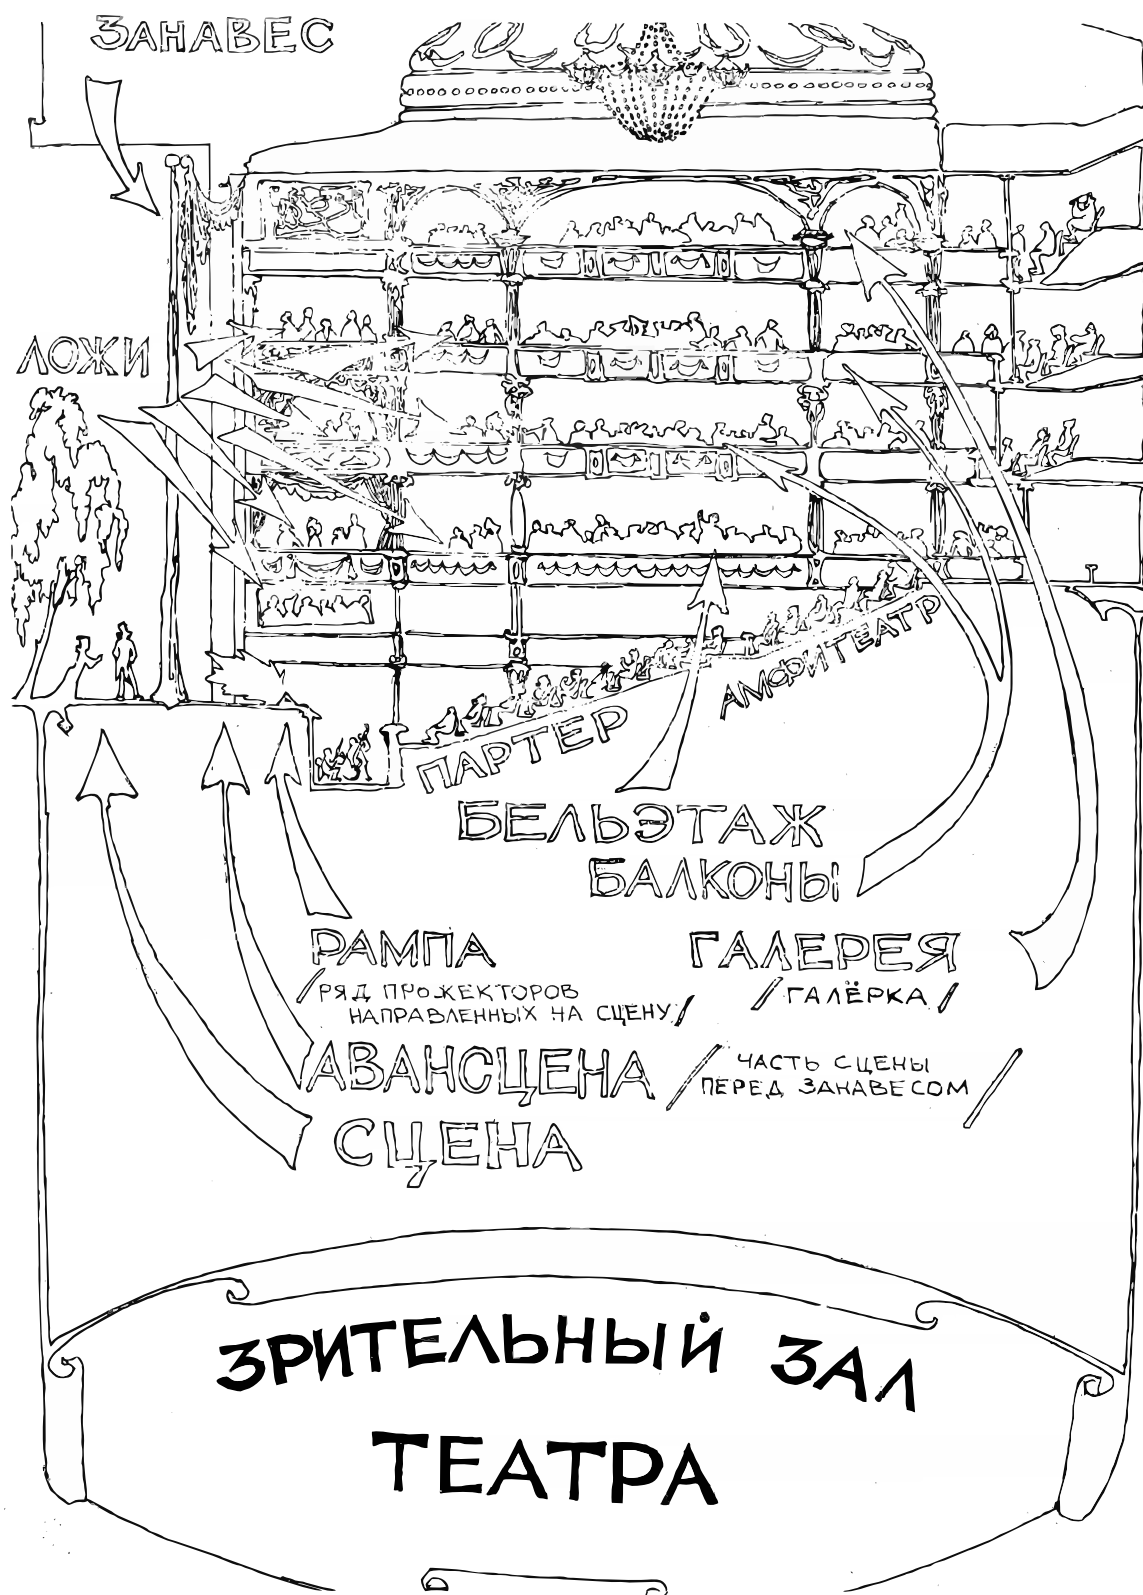 ЗАНАВЕС
ЛОЖИ
АМФИТЕАТР
ПАРТЕР
БЕЛЬЭТАЖ
БАЛКОНЫ
РАМПА
/РЯД ПРОЖЕКТОРОВ
НАПРАВЛЕННЫХ НА СЦЕНУ/
ГАЛЕРЕЯ
/ГАЛЁРКА/
АВАНСЦЕНА
/ЧАСТЬ СЦЕНЫ
ПЕРЕД ЗАНАВЕСОМ/
СЦЕНА
ЗРИТЕЛЬНЫЙ ЗАЛ
ТЕАТРА